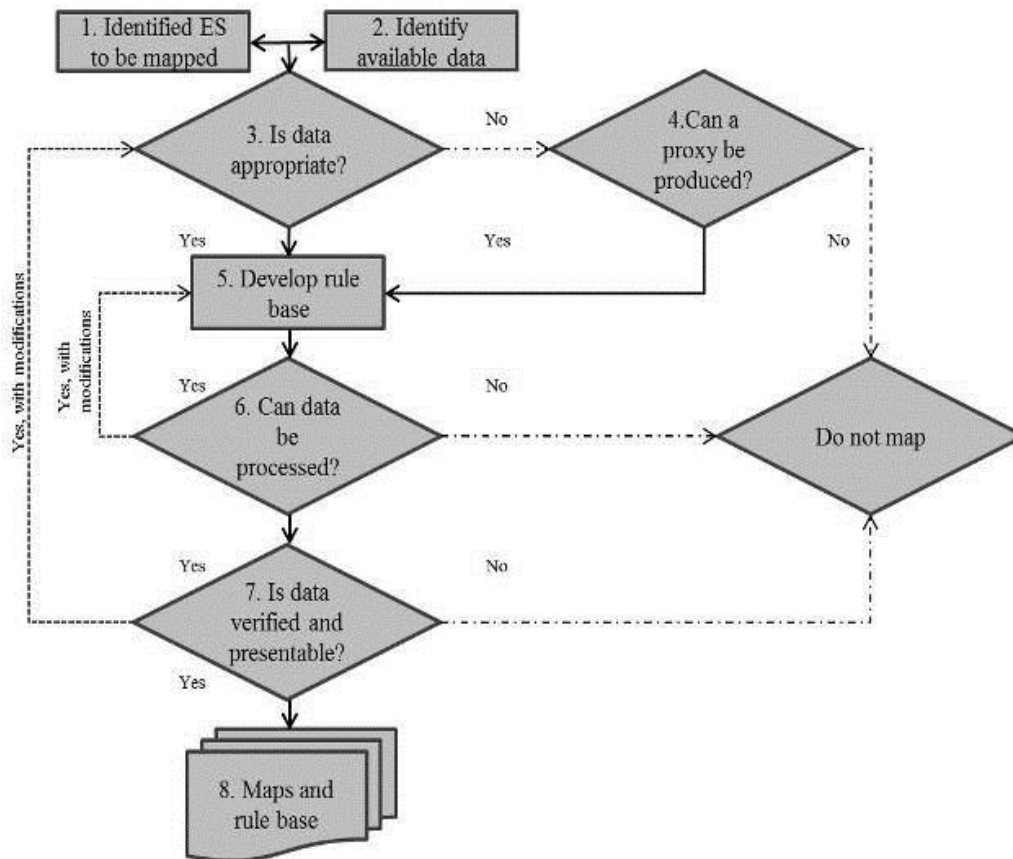 1. Identified ES
to be mapped
2. Identify
available data
3. Is data
appropriate?
No
4.Can a
proxy be
produced?
Yes
Yes
No
5. Develop rule
base
Yes, with modifications
Yes, with
modifications
Yes
No
6. Can data
be
processed?
Do not map
Yes
No
7. Is data
verified and
presentable?
Yes
8. Maps and
rule base